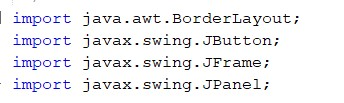 import java.awt.BorderLayout;
import javax.swing.JButton;
import javax.swing.JFrame;
import javax.swing.JPanel;